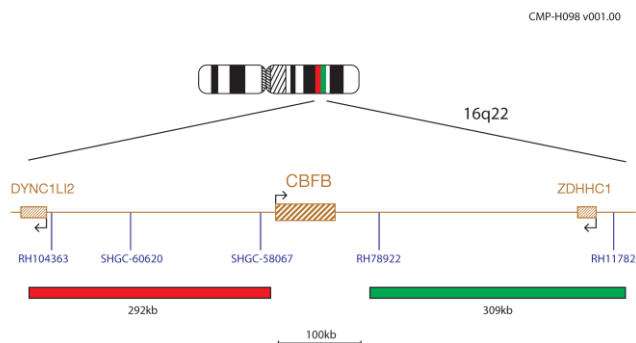 CMP-H098 v001.00
16q22
DYNC1LI2
CBFB
ZDHHC1
RH104363
SHGC-60620
SHGC-58067
RH78922
RH11782
292kb
309kb
100kb